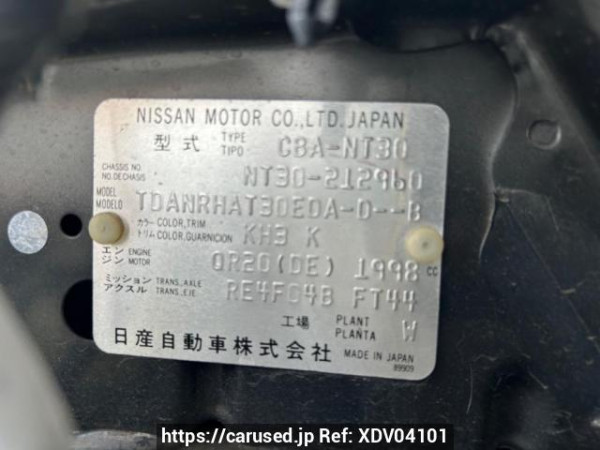 NISSAN MOTOR CO.,LTD.JAPAN
型式 TYPE TIPO CBA-NT30
CHASSIS NO. NO.DE CHASIS NT30-212960
MODEL MODELO TDANRHAT30EDA-D--B
カラー COLOR,TRIM トリム COLOR,GUARNICION KH3 K
エンジン ENGINE MOTOR QR20(DE) 1998 CC
ミッション TRANS.,AXLE アクスル TRANS.,EJE RE4F04B FT44
工場 PLANT PLANTA W
日産自動車株式会社 MADE IN JAPAN
89909
https://carused.jp Ref: XDV04101